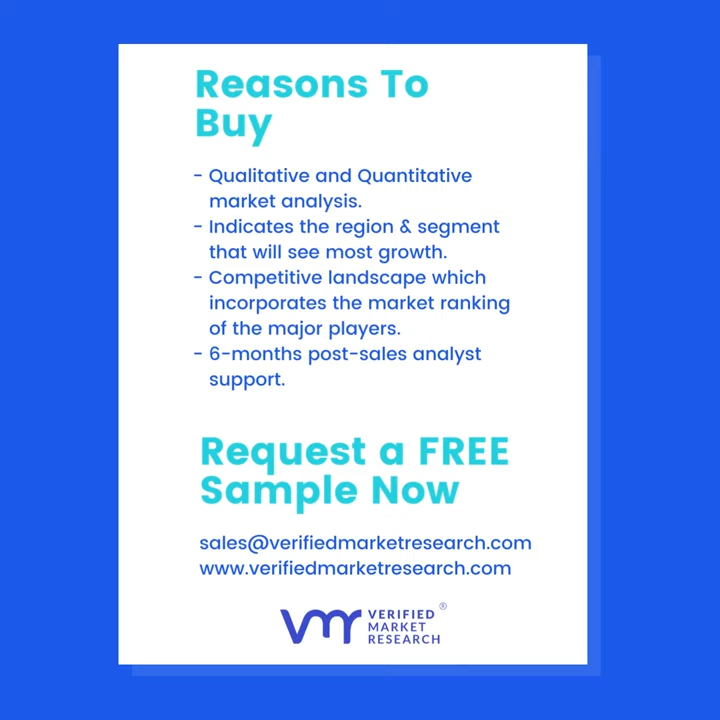 Reasons To
Buy
- Qualitative and Quantitative
market analysis.
- Indicates the region & segment
that will see most growth.
- Competitive landscape which
incorporates the market ranking
of the major players.
- 6-months post-sales analyst
support.
Request a FREE
Sample Now
sales@verifiedmarketresearch.com
www.verifiedmarketresearch.com
vmr
VERIFIED
MARKET
RESEARCH
®